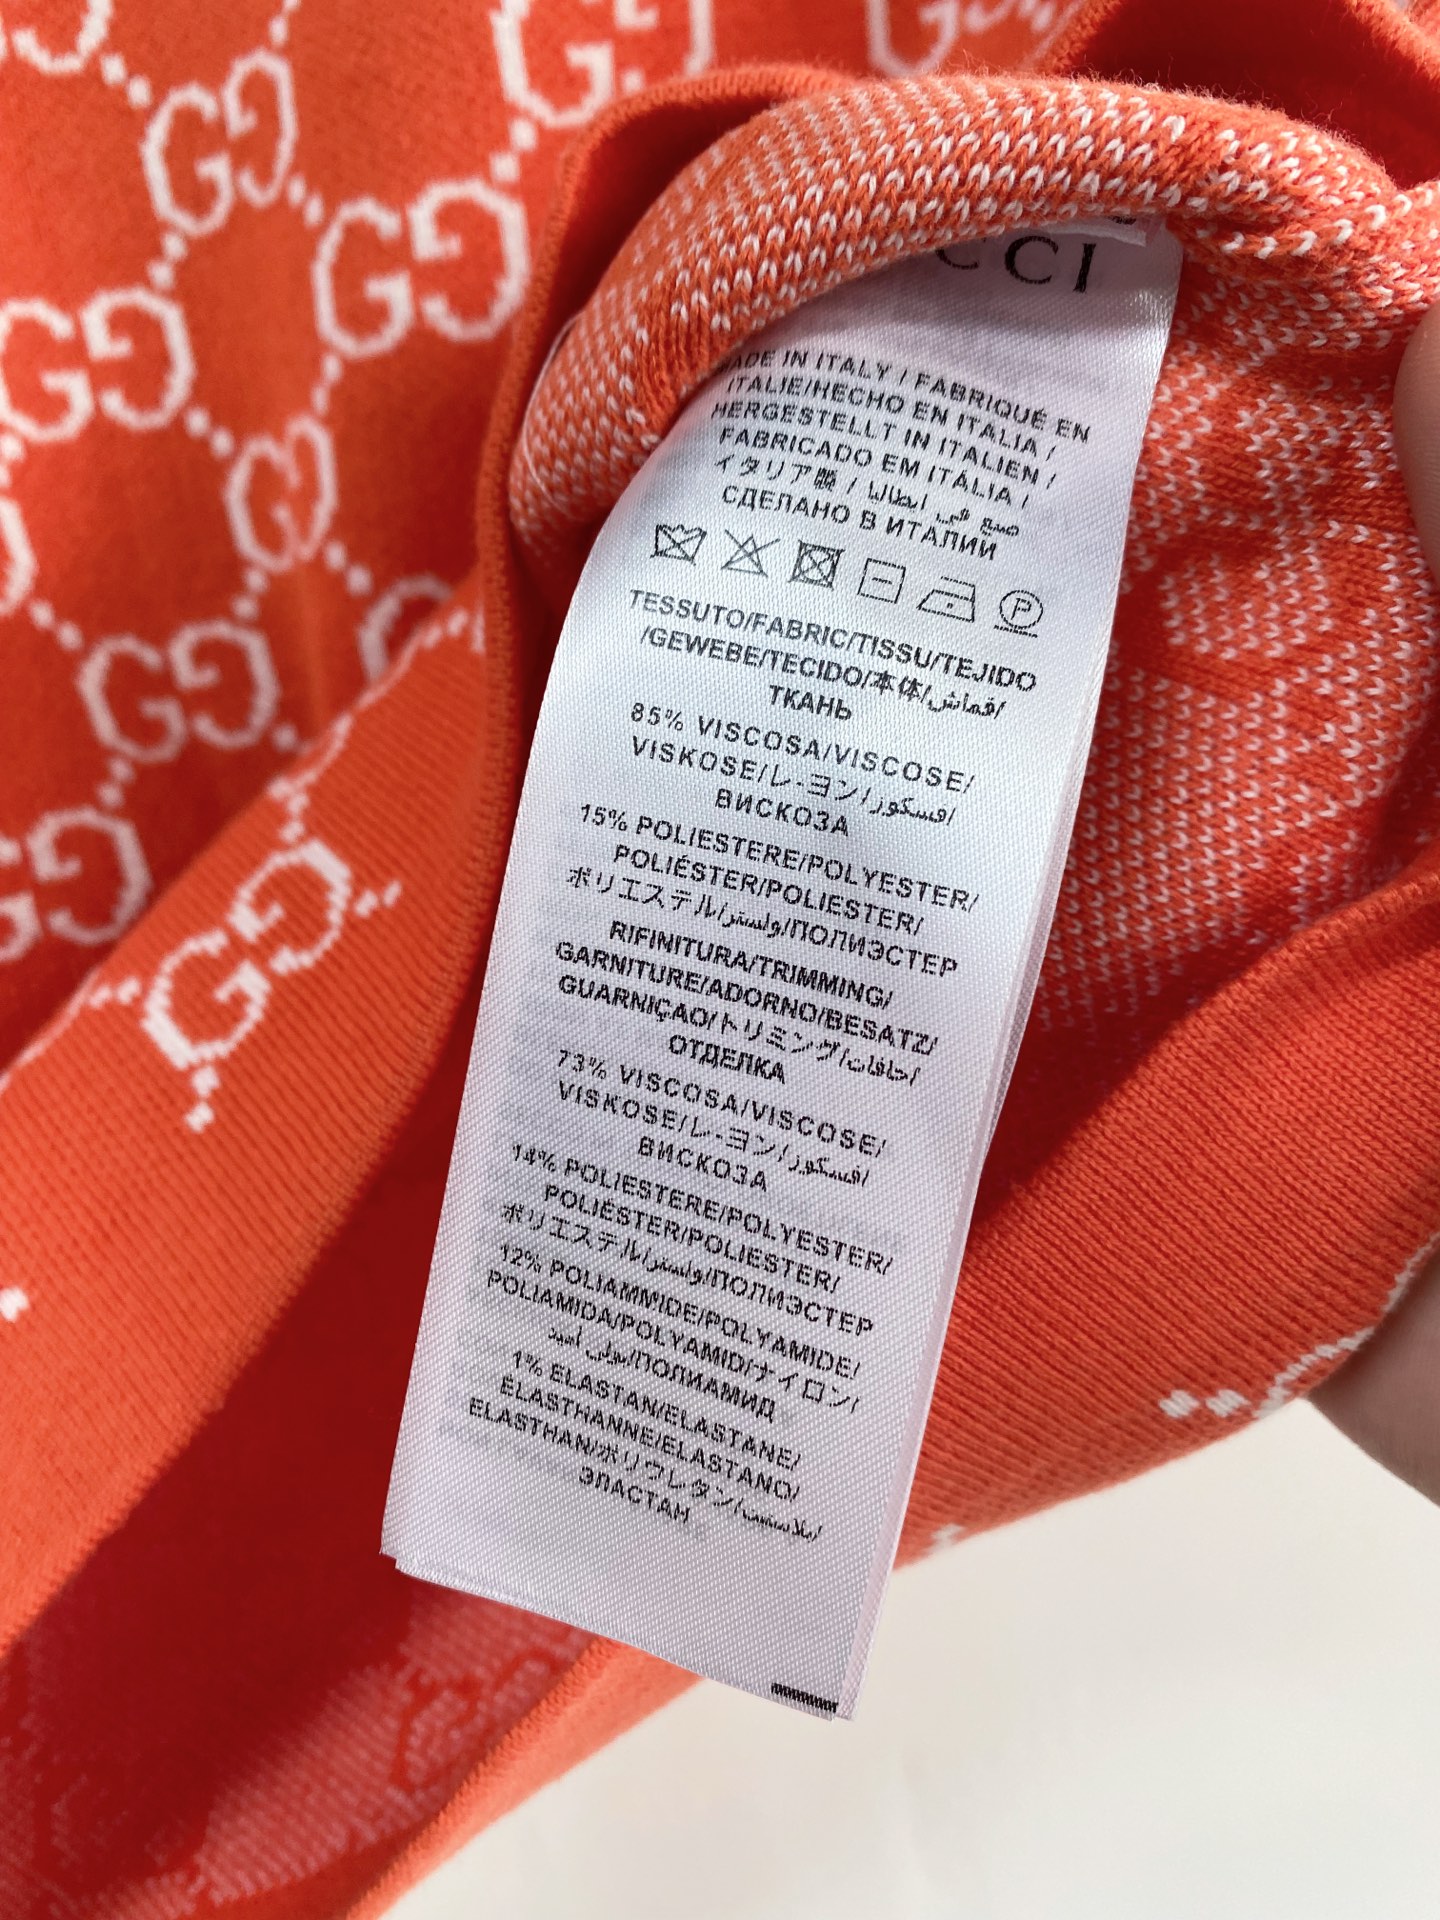 CCI
MADE IN ITALY / FABRIQUÉ EN
ITALIE/HECHO EN ITALIA /
HERGESTELLT IN ITALIEN /
FABRICADO EM ITÁLIA /
イタリア製 / صنع في ايطاليا
СДЕЛАНО В ИТАЛИИ
P
TESSUTO/FABRIC/TISSU/TEJIDO
/GEWEBE/TECIDO/本体/قماش/
ТКАНЬ
85% VISCOSA/VISCOSE/
VISKOSE/レ-ヨン/فسكوز/
ВИСКОЗА
15% POLIESTERE/POLYESTER/
POLIÉSTER/POLIESTER/
ポリエステル/بولستر/ПОЛИЭСТЕР
RIFINITURA/TRIMMING/
GARNITURE/ADORNO/BESATZ/
GUARNIÇAO/トリミング/حافات/
ОТДЕЛКА
73% VISCOSA/VISCOSE/
VISKOSE/レ-ヨン/فسكوز/
ВИСКОЗА
14% POLIESTERE/POLYESTER/
POLIÉSTER/POLIESTER/
ポリエステル/بولستر/ПОЛИЭСТЕР
12% POLIAMMIDE/POLYAMIDE/
POLIAMIDA/POLYAMID/ナイロン/
بولي أميد/ПОЛИАМИД
1% ELASTAN/ELASTANE/
ÉLASTHANNE/ELASTANO/
ELASTHAN/ポリウレタン/
ЭЛАСТАН